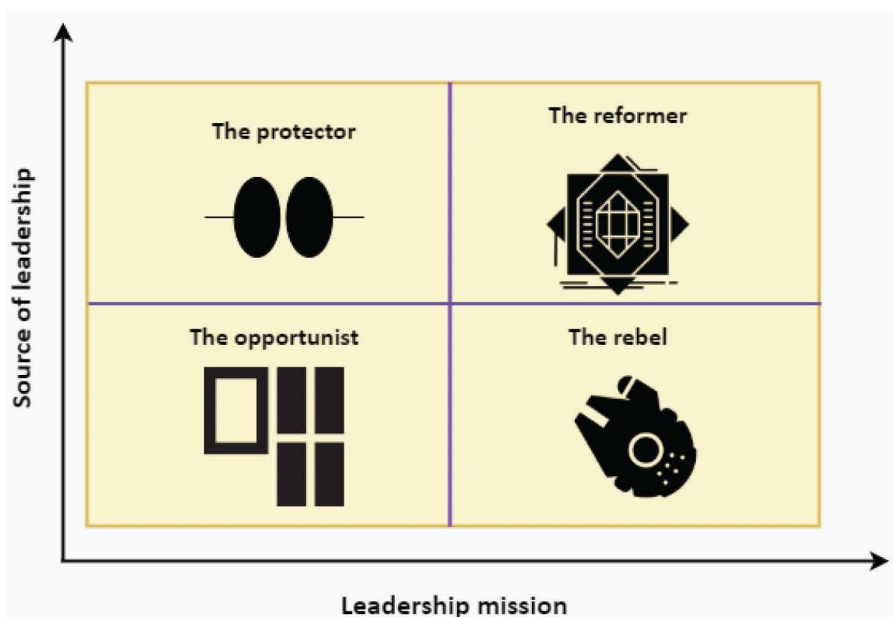 The protector
The reformer
Source of leadership
The opportunist
The rebel
Leadership mission